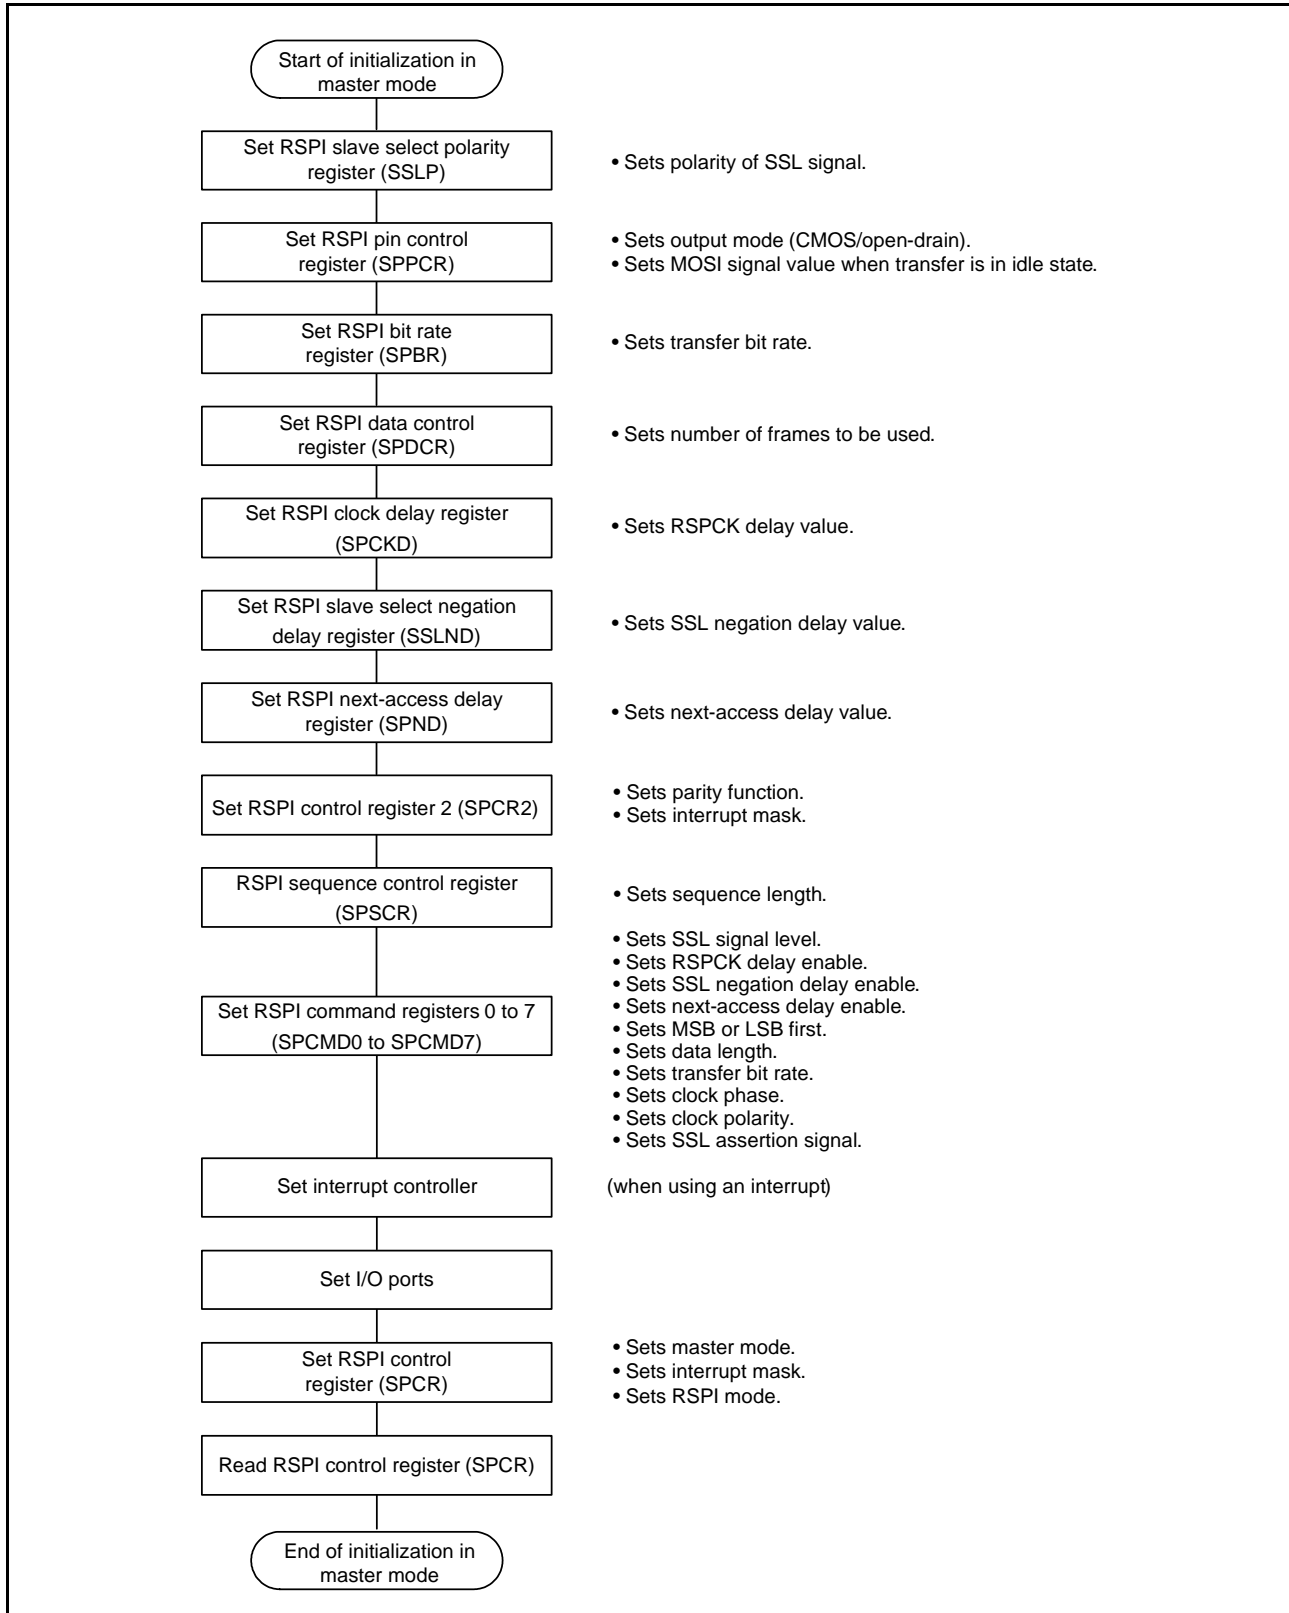 Start of initialization in
master mode
Set RSPI slave select polarity
register (SSLP)
• Sets polarity of SSL signal.
Set RSPI pin control
register (SPPCR)
• Sets output mode (CMOS/open-drain).
• Sets MOSI signal value when transfer is in idle state.
Set RSPI bit rate
register (SPBR)
• Sets transfer bit rate.
Set RSPI data control
register (SPDCR)
• Sets number of frames to be used.
Set RSPI clock delay register
(SPCKD)
• Sets RSPCK delay value.
Set RSPI slave select negation
delay register (SSLND)
• Sets SSL negation delay value.
Set RSPI next-access delay
register (SPND)
• Sets next-access delay value.
Set RSPI control register 2 (SPCR2)
• Sets parity function.
• Sets interrupt mask.
RSPI sequence control register
(SPSCR)
• Sets sequence length.
Set RSPI command registers 0 to 7
(SPCMD0 to SPCMD7)
• Sets SSL signal level.
• Sets RSPCK delay enable.
• Sets SSL negation delay enable.
• Sets next-access delay enable.
• Sets MSB or LSB first.
• Sets data length.
• Sets transfer bit rate.
• Sets clock phase.
• Sets clock polarity.
• Sets SSL assertion signal.
Set interrupt controller
(when using an interrupt)
Set I/O ports
Set RSPI control
register (SPCR)
• Sets master mode.
• Sets interrupt mask.
• Sets RSPI mode.
Read RSPI control register (SPCR)
End of initialization in
master mode